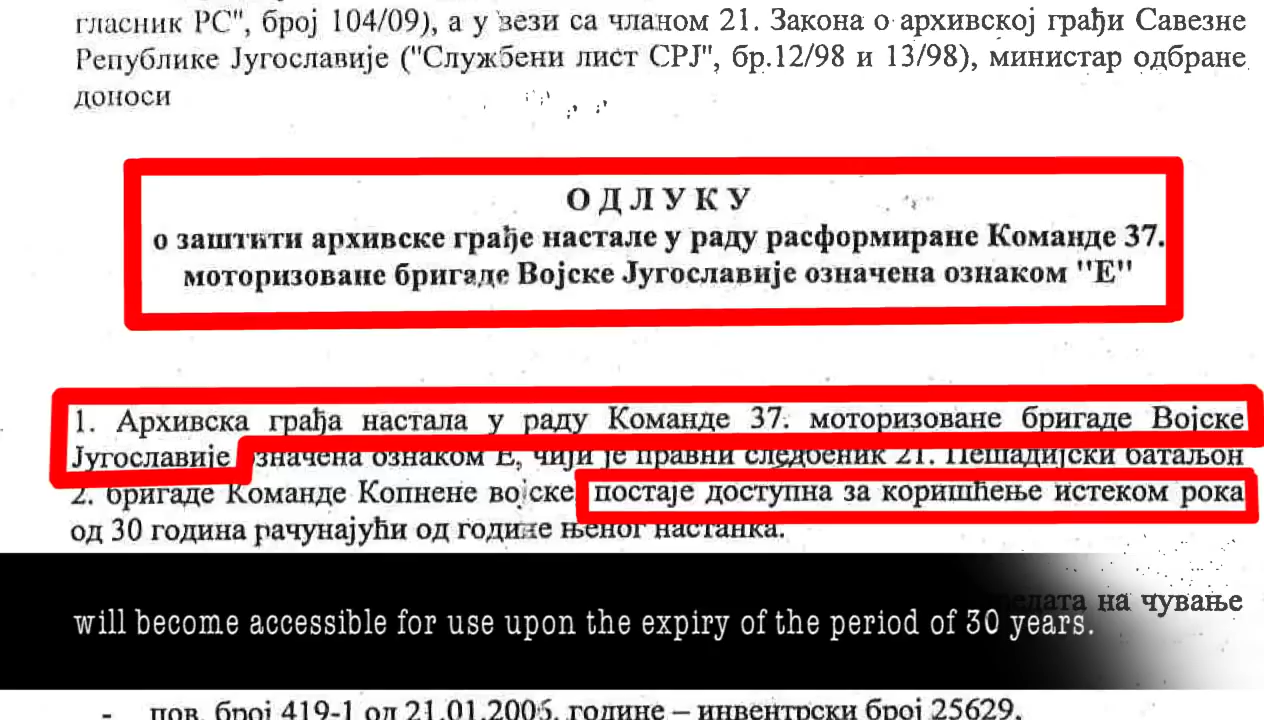 гласник РС", број 104/09), а у вези са чланом 21. Закона о архивској грађи Савезне
Републике Југославије ("Службени лист СРЈ", бр.12/98 и 13/98), министар одбране
доноси
О Д Л У К У
о заштити архивске грађе настале у раду расформиране Команде 37.
моторизоване бригаде Војске Југославије означена ознаком "Е"
1. Архивска грађа настала у раду Команде 37. моторизоване бригаде Војске
Југославије означена ознаком Е, чији је правни следбеник 21. Пешадијски батаљон
2. бригаде Команде Копнене војске постаје доступна за коришћење истеком рока
од 30 година рачунајући од године њеног настанка.
на чување
will become accessible for use upon the expiry of the period of 30 years.
- пов. број 419-1 од 21.01.2005. године – инвентрски број 25629,